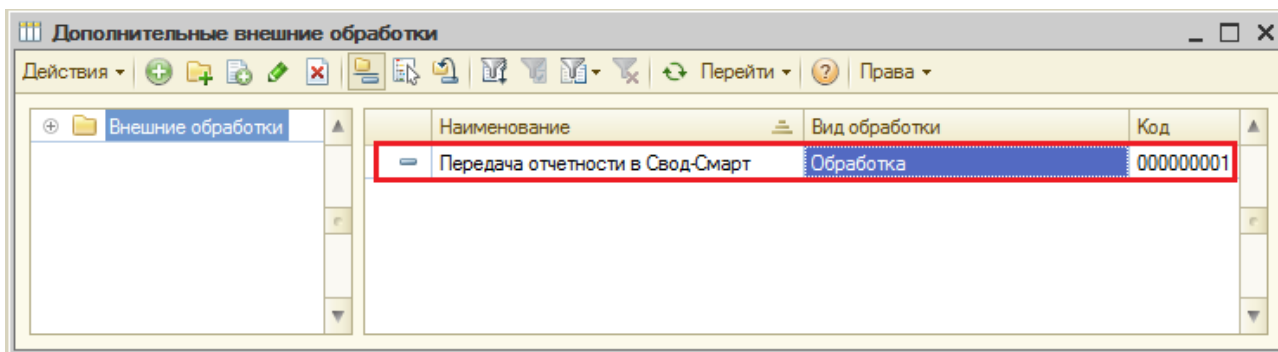 Дополнительные внешние обработки
Действия Перейти ? Права
Внешние обработки
Наименование Вид обработки Код
Передача отчетности в Свод-Смарт Обработка 000000001